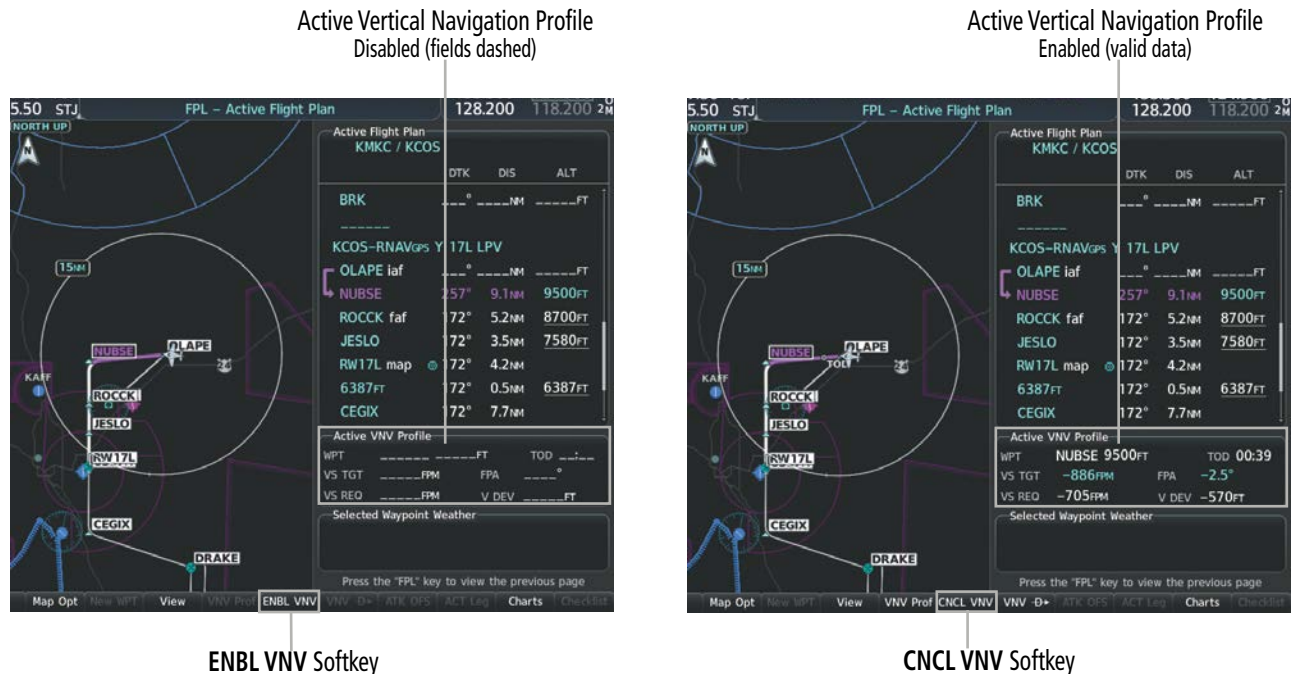 Active Vertical Navigation Profile
Disabled (fields dashed)
5.50 STJ FPL – Active Flight Plan 128.200 118.200
NORTH UP
N
15NM
NUBSE
OLAPE
KAFF
ROCCK
JESLO
RW17L
CEGIX
DRAKE
Active Flight Plan
KMKC / KCOS
DTK DIS ALT
BRK ___° ____NM _____FT
______
KCOS–RNAVGPS Y 17L LPV
OLAPE iaf ___° ____NM _____FT
NUBSE 257° 9.1NM 9500FT
ROCCK faf 172° 5.2NM 8700FT
JESLO 172° 3.5NM 7580FT
RW17L map 172° 4.2NM
6387FT 172° 0.5NM 6387FT
CEGIX 172° 7.7NM
Active VNV Profile
WPT ______ _____FT TOD __:__
VS TGT _____FPM FPA ____°
VS REQ _____FPM V DEV _____FT
Selected Waypoint Weather
Press the "FPL" key to view the previous page
Map Opt New WPT View VNV Prof ENBL VNV VNV -D-> ATK OFS ACT Leg Charts Checklist
ENBL VNV Softkey
Active Vertical Navigation Profile
Enabled (valid data)
5.50 STJ FPL – Active Flight Plan 128.200 118.200
NORTH UP
N
15NM
NUBSE
OLAPE
TOD
KAFF
ROCCK
JESLO
RW17L
CEGIX
DRAKE
Active Flight Plan
KMKC / KCOS
DTK DIS ALT
BRK ___° ____NM _____FT
______
KCOS–RNAVGPS Y 17L LPV
OLAPE iaf ___° ____NM _____FT
NUBSE 257° 9.1NM 9500FT
ROCCK faf 172° 5.2NM 8700FT
JESLO 172° 3.5NM 7580FT
RW17L map 172° 4.2NM
6387FT 172° 0.5NM 6387FT
CEGIX 172° 7.7NM
Active VNV Profile
WPT NUBSE 9500FT TOD 00:39
VS TGT –886FPM FPA –2.5°
VS REQ –705FPM V DEV –570FT
Selected Waypoint Weather
Press the "FPL" key to view the previous page
Map Opt New WPT View VNV Prof CNCL VNV VNV -D-> ATK OFS ACT Leg Charts Checklist
CNCL VNV Softkey